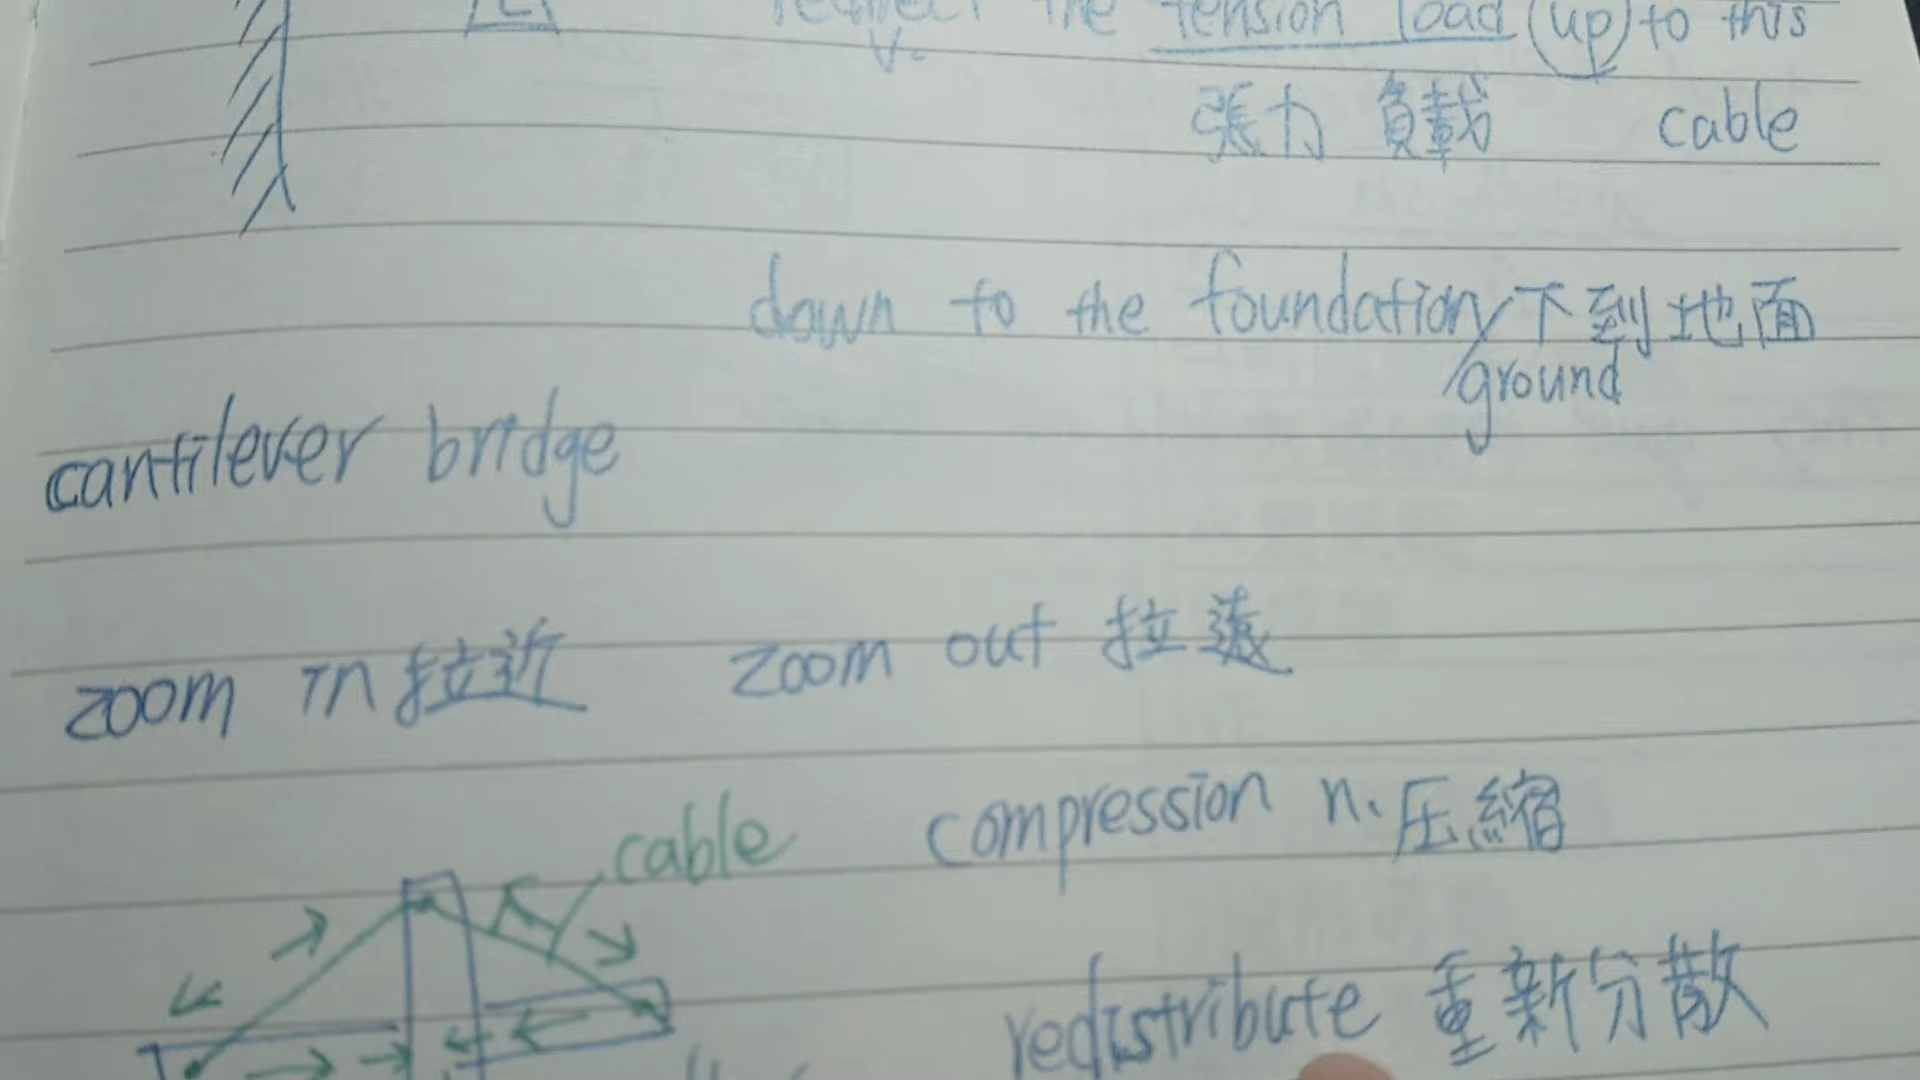 redirect the tension load (up) to this
v.
張力 負載 cable
down to the foundation/下到地面
/ground
cantilever bridge
zoom in 拉近 zoom out 拉遠
cable
compression n. 压縮
redistribute 重新分散